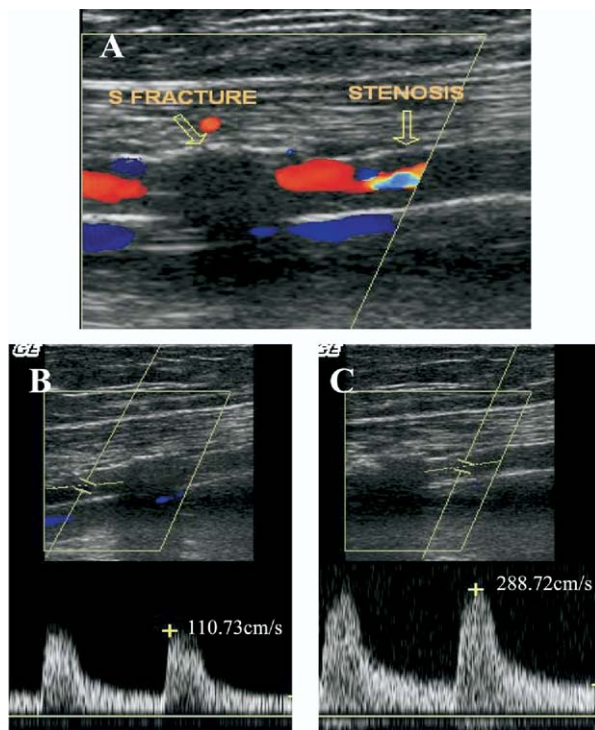 A
S FRACTURE
STENOSIS
GE
B
110.73cm/s
GE
C
288.72cm/s